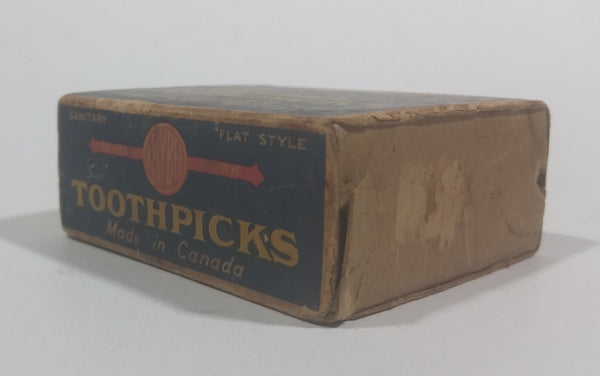 SANITARY
FLAT STYLE
TOOTHPICKS
Made in Canada